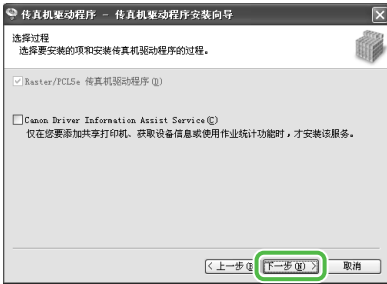 传真机驱动程序 - 传真机驱动程序安装向导
选择过程
选择要安装的项和安装传真机驱动程序的过程。
Raster/PCL5e 传真机驱动程序(D)
Canon Driver Information Assist Service(C)
仅在您要添加共享打印机、获取设备信息或使用作业统计功能时，才安装该服务。
< 上一步(B) 下一步(N) > 取消